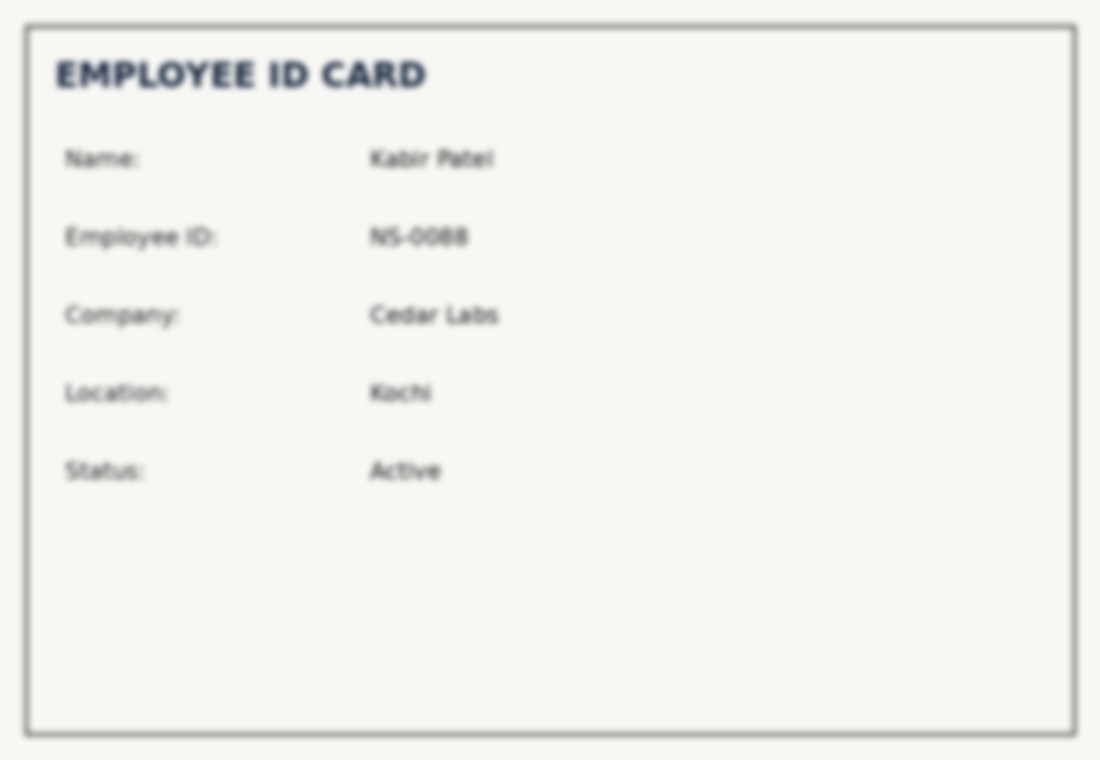 EMPLOYEE ID CARD
Name: Kabir Patel
Employee ID: NS-0088
Company: Cedar Labs
Location: Kochi
Status: Active